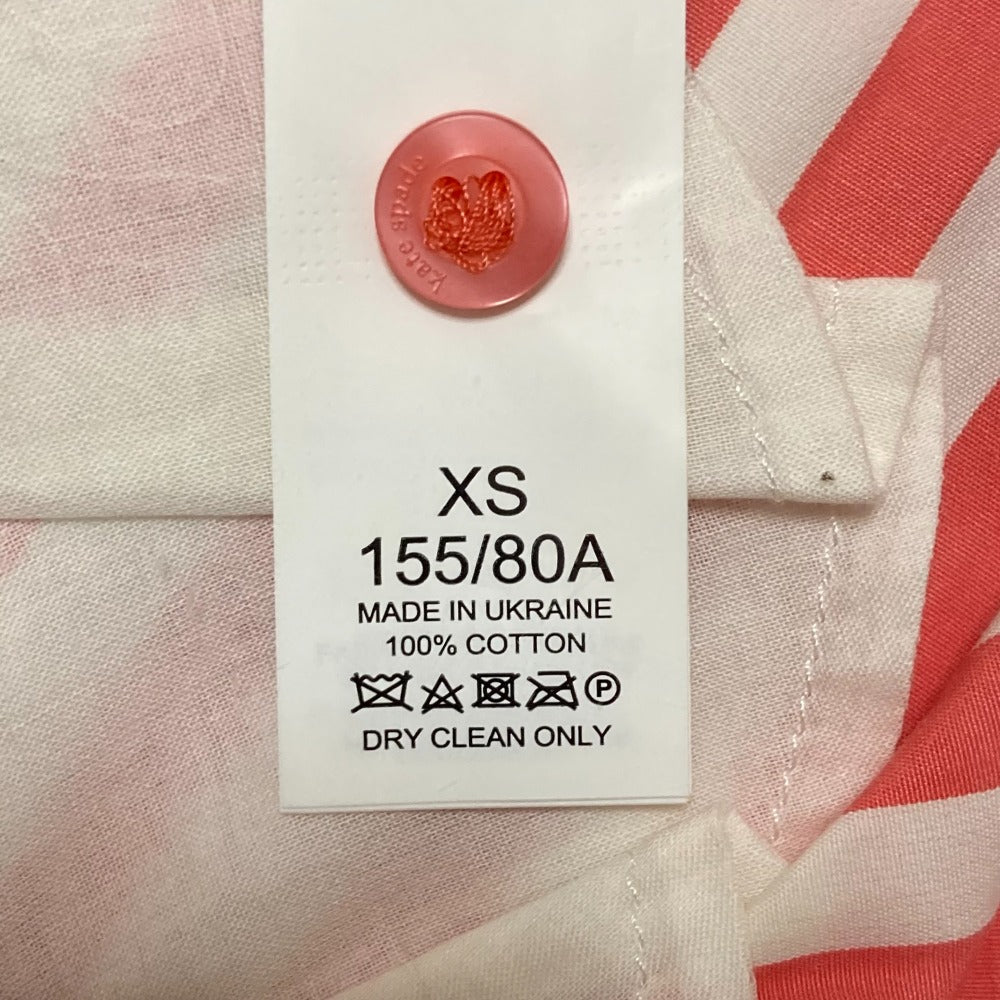 kate spade
XS
155/80A
MADE IN UKRAINE
100% COTTON
P
DRY CLEAN ONLY